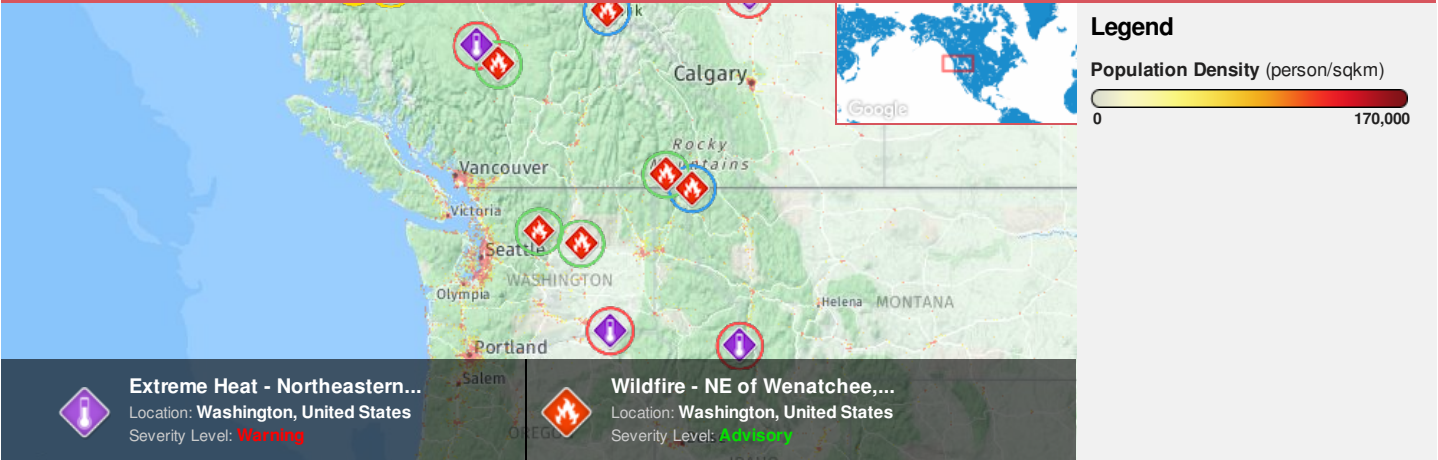 Calgary
Rocky
Mountains
Vancouver
Victoria
Seattle
WASHINGTON
Olympia
Helena
MONTANA
Portland
Salem
OREGON
IDAHO
Google
Legend
Population Density (person/sqkm)
0 170,000
Extreme Heat - Northeastern...
Location: Washington, United States
Severity Level: Warning
Wildfire - NE of Wenatchee,...
Location: Washington, United States
Severity Level: Advisory